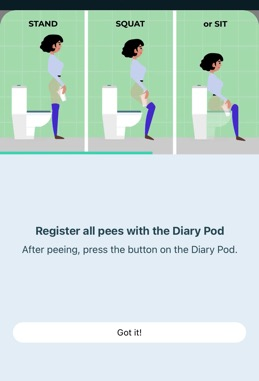 STAND SQUAT or SIT
Register all pees with the Diary Pod
After peeing, press the button on the Diary Pod.
Got it!